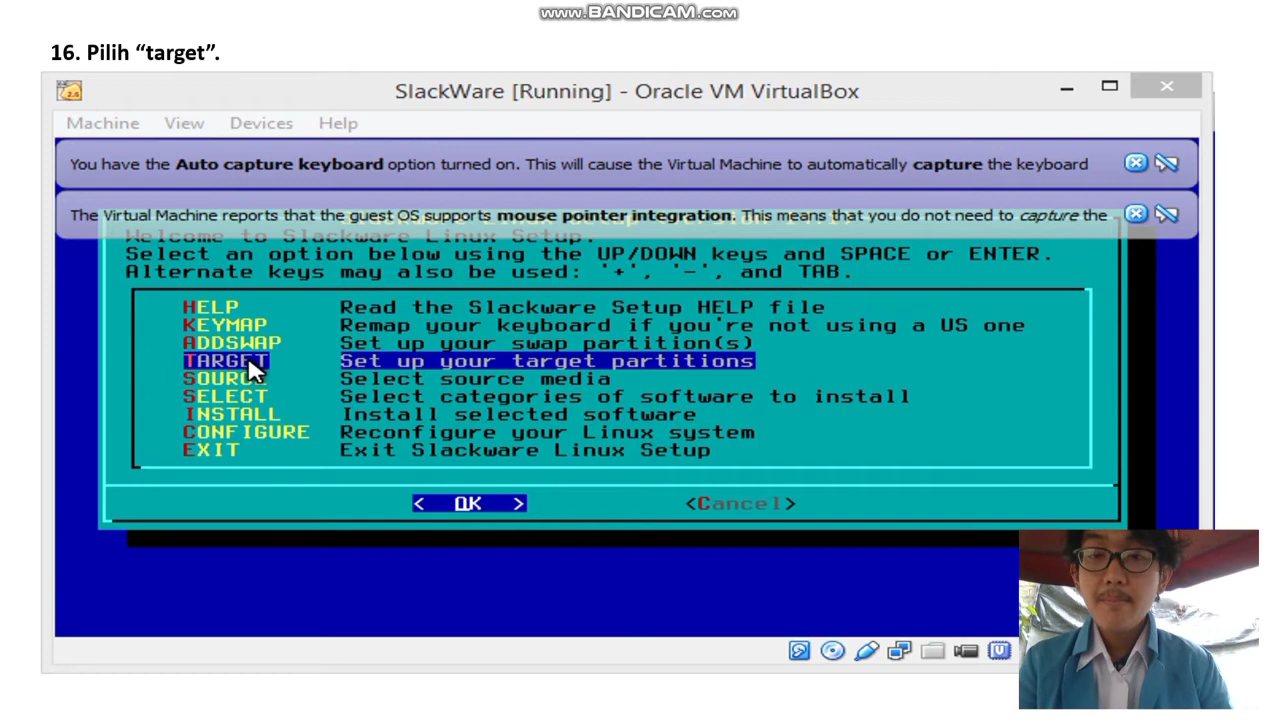 www.BANDICAM.com
16. Pilih “target”.
SlackWare [Running] - Oracle VM VirtualBox
Machine View Devices Help
You have the Auto capture keyboard option turned on. This will cause the Virtual Machine to automatically capture the keyboard
The Virtual Machine reports that the guest OS supports mouse pointer integration. This means that you do not need to capture the
Welcome to Slackware Linux Setup.
Select an option below using the UP/DOWN keys and SPACE or ENTER.
Alternate keys may also be used: '+', '-', and TAB.
HELP Read the Slackware Setup HELP file
KEYMAP Remap your keyboard if you're not using a US one
ADDSWAP Set up your swap partition(s)
TARGET Set up your target partitions
SOURCE Select source media
SELECT Select categories of software to install
INSTALL Install selected software
CONFIGURE Reconfigure your Linux system
EXIT Exit Slackware Linux Setup
< OK > <Cancel>